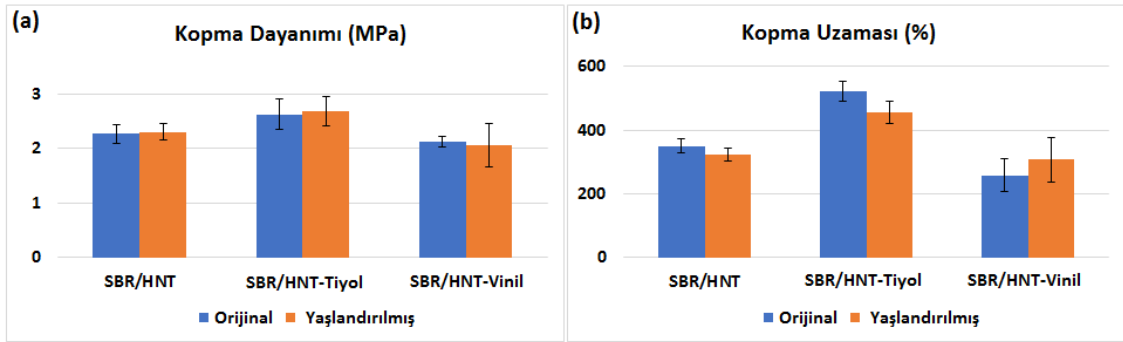 (a)
Kopma Dayanımı (MPa)
3
2
1
0
SBR/HNT SBR/HNT-Tiyol SBR/HNT-Vinil
Orijinal Yaşlandırılmış
(b)
Kopma Uzaması (%)
600
400
200
0
SBR/HNT SBR/HNT-Tiyol SBR/HNT-Vinil
Orijinal Yaşlandırılmış